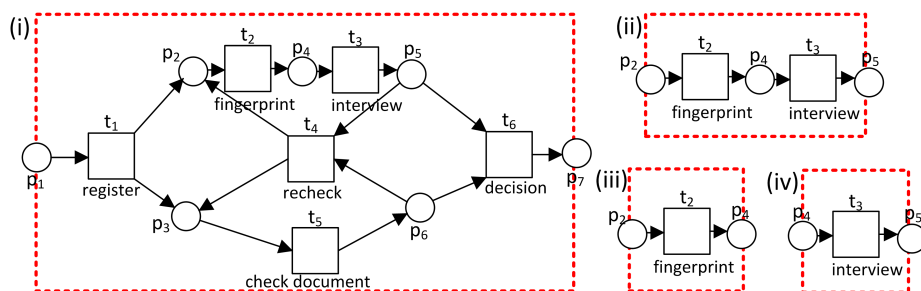 (i)
t2
t3
p2
p4
p5
fingerprint
interview
t1
t4
t6
p1
register
recheck
decision
p7
p3
t5
p6
check document
(ii)
t2
t3
p2
p4
p5
fingerprint
interview
(iii)
t2
p2
p4
fingerprint
(iv)
t3
p4
p5
interview